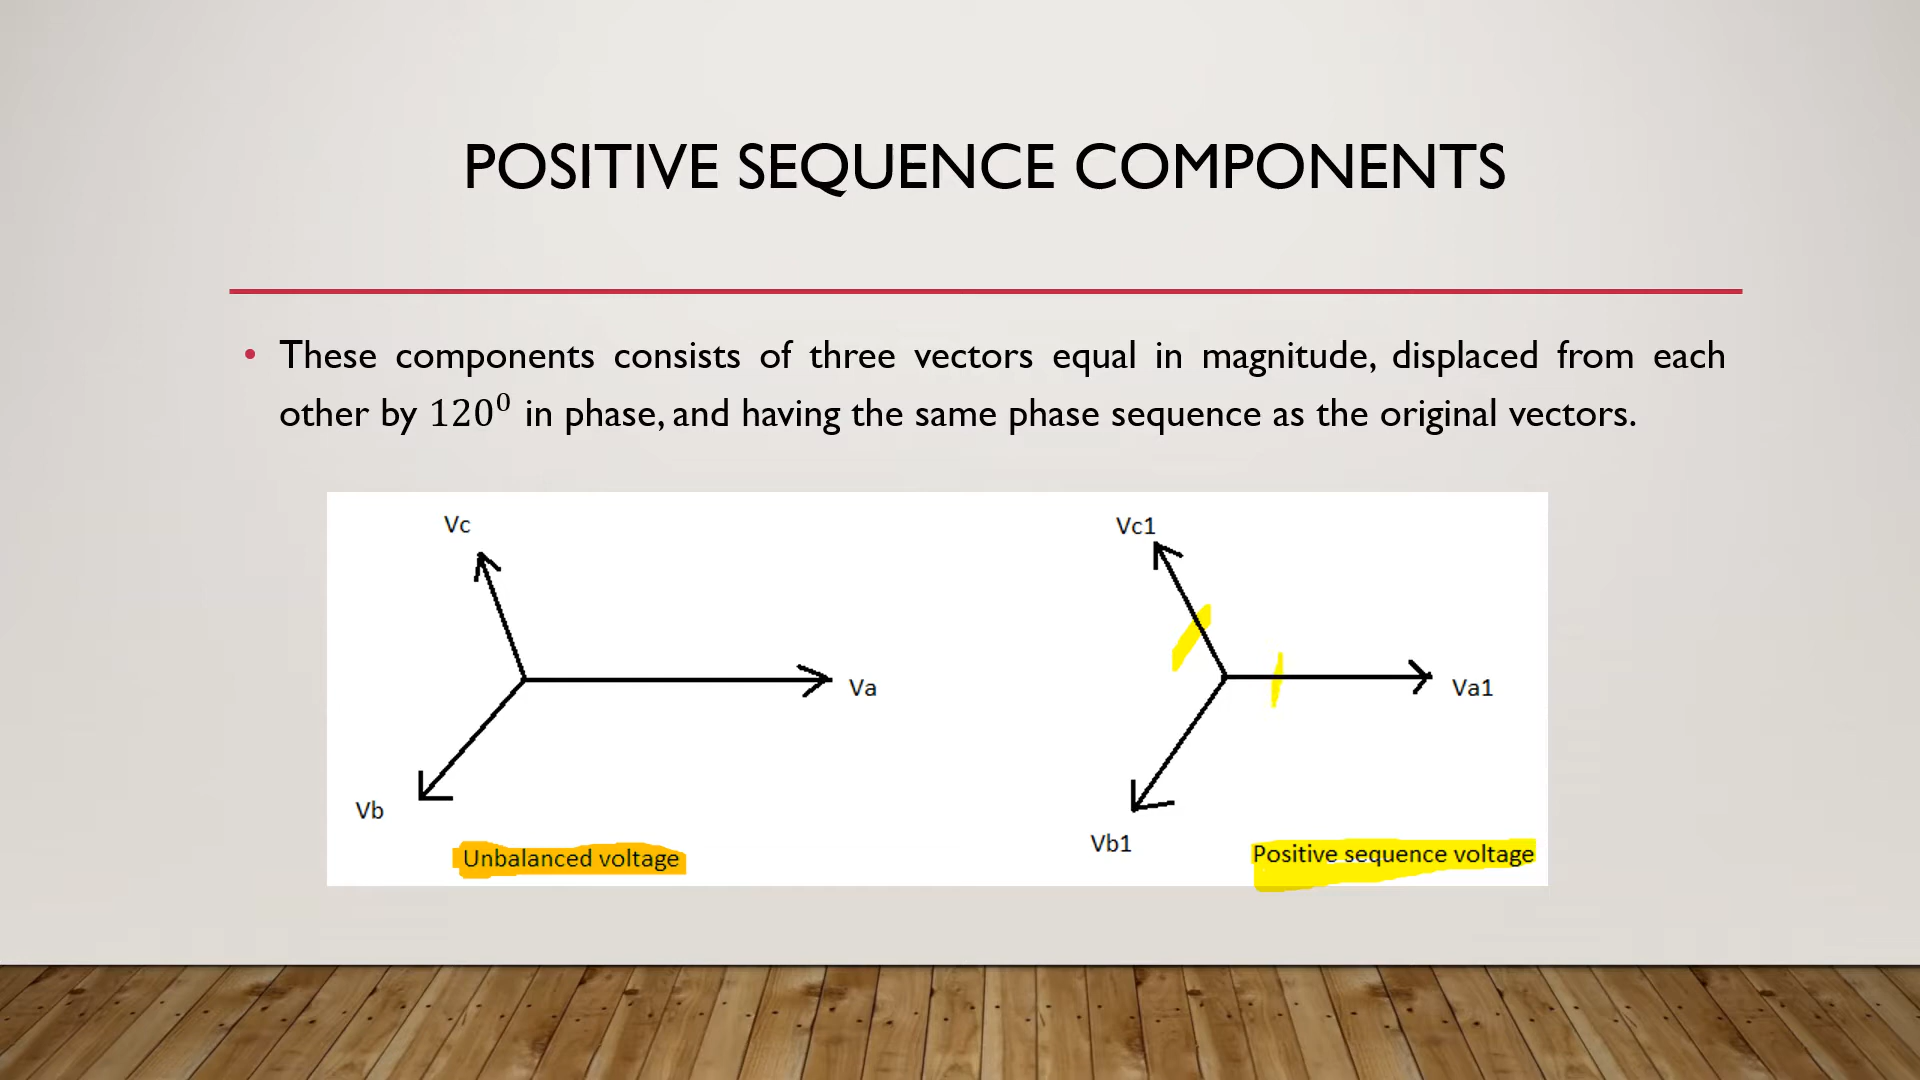 POSITIVE SEQUENCE COMPONENTS
• These components consists of three vectors equal in magnitude, displaced from each
other by 120⁰ in phase, and having the same phase sequence as the original vectors.
Vc
Va
Vb
Unbalanced voltage
Vc1
Va1
Vb1
Positive sequence voltage